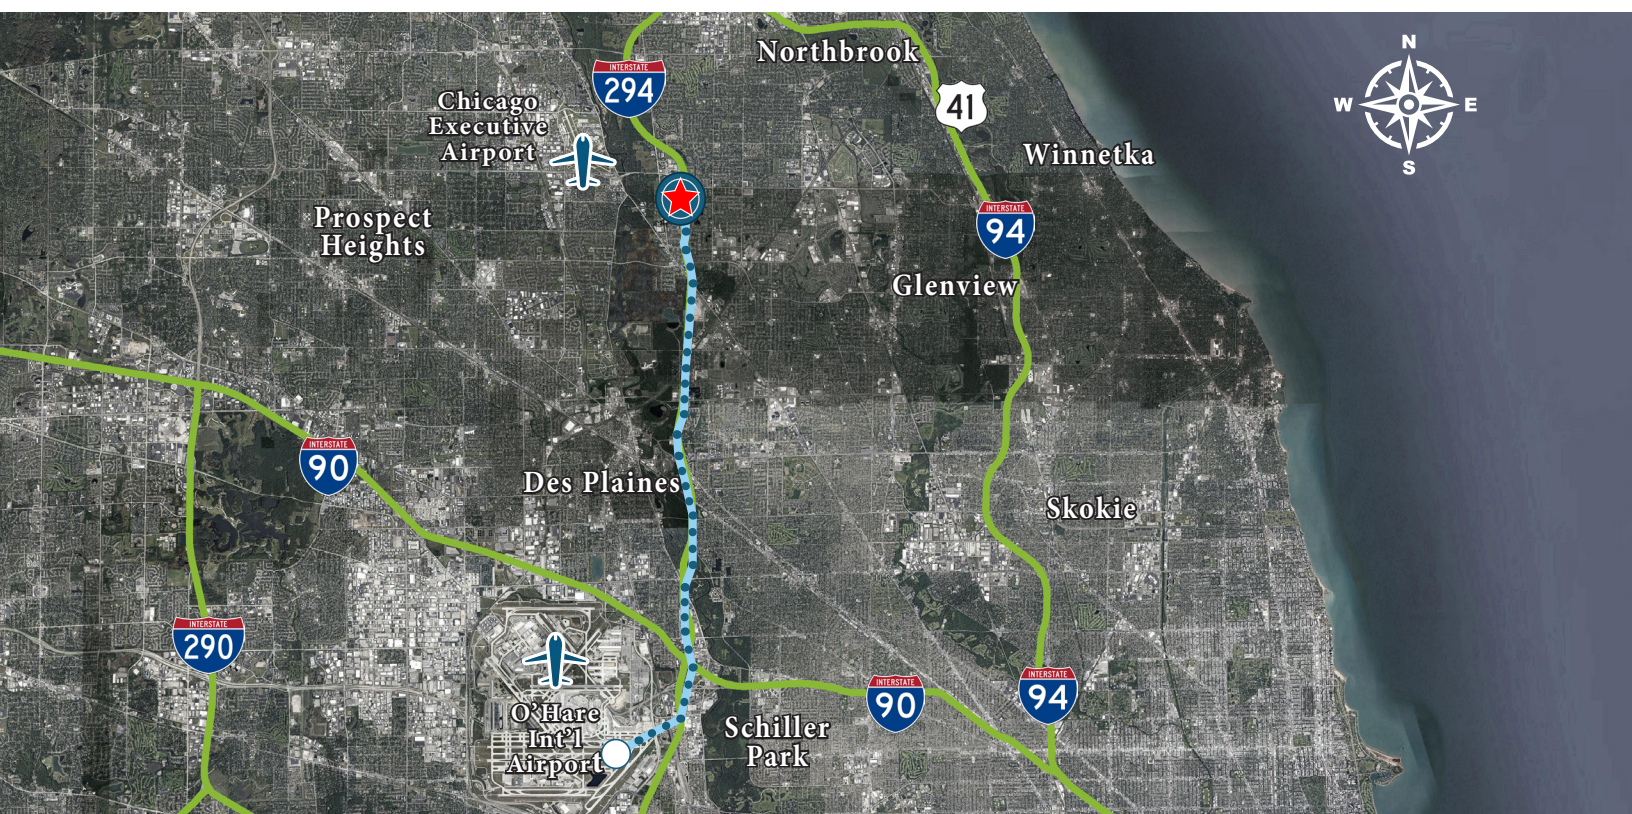 Northbrook
N
W
E
S
INTERSTATE
294
Chicago
Executive
Airport
41
Winnetka
Prospect
Heights
INTERSTATE
94
Glenview
INTERSTATE
90
Des Plaines
Skokie
INTERSTATE
290
O'Hare
Int'l
Airport
INTERSTATE
90
INTERSTATE
94
Schiller
Park